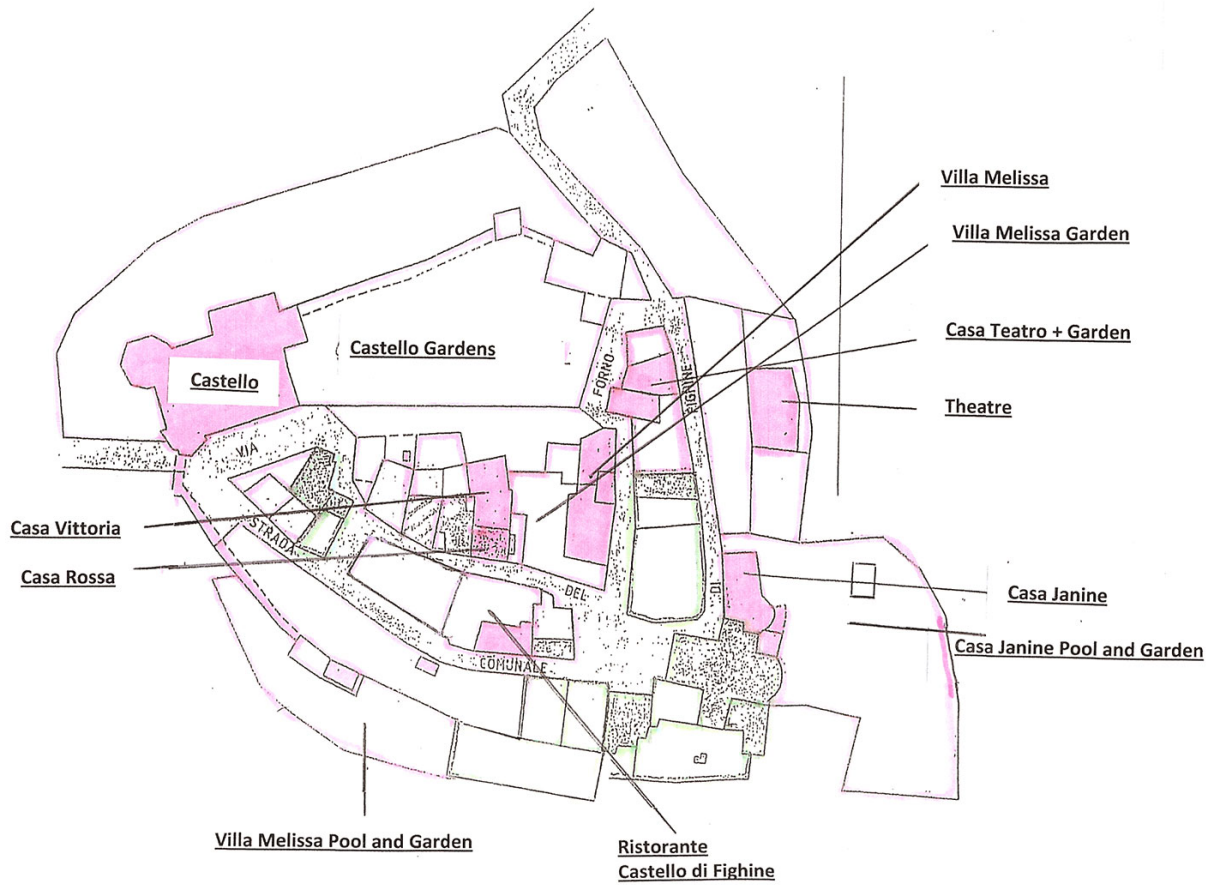 Villa Melissa
Villa Melissa Garden
Casa Teatro + Garden
Castello Gardens
Castello
FORNO
FIGHINE
Theatre
VIA
Casa Vittoria
STRADA
Casa Rossa
DEL
DI
Casa Janine
COMUNALE
Casa Janine Pool and Garden
Villa Melissa Pool and Garden
Ristorante
Castello di Fighine